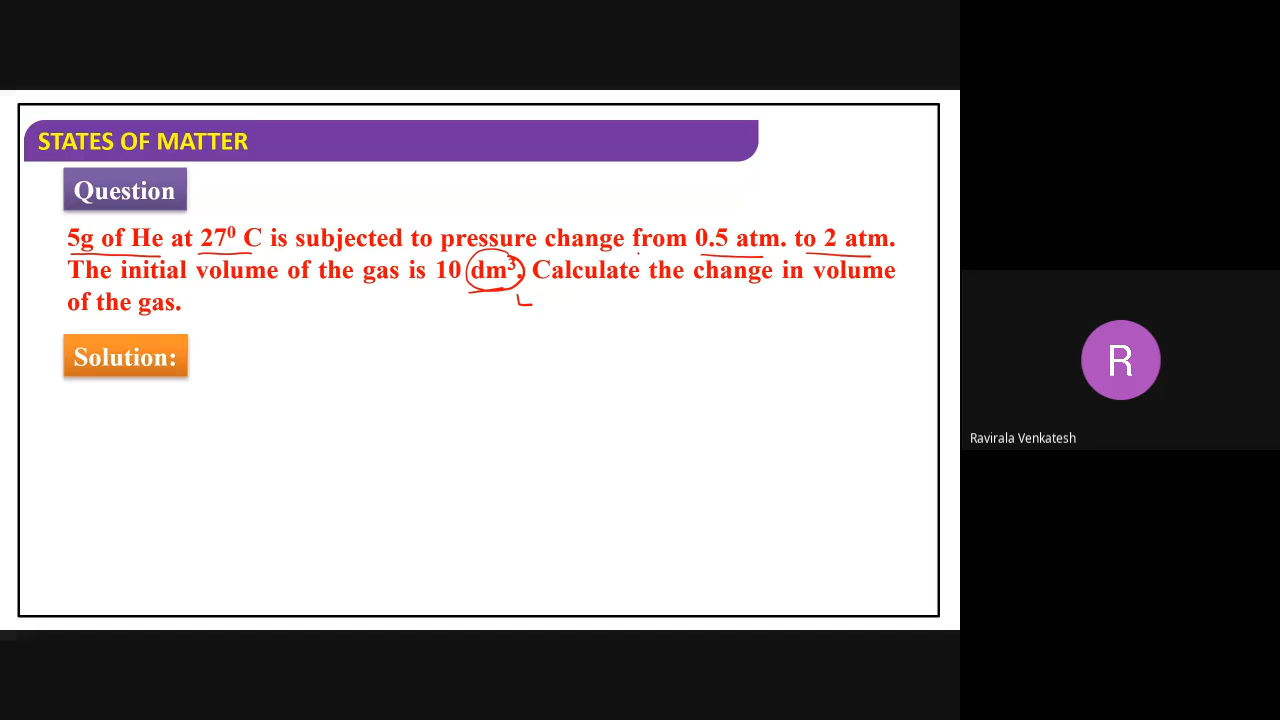 STATES OF MATTER
Question
5g of He at 27⁰ C is subjected to pressure change from 0.5 atm. to 2 atm.
The initial volume of the gas is 10 dm³. Calculate the change in volume
of the gas.
L
Solution:
R
Ravirala Venkatesh